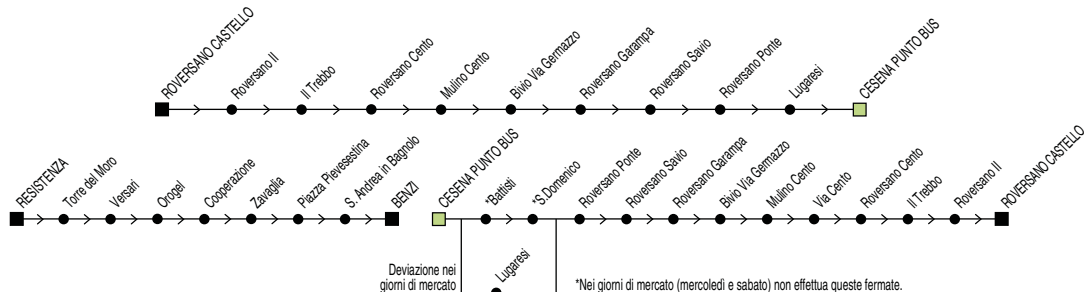 ROVERSANO CASTELLO
Roversano II
Il Trebbo
Roversano Cento
Mulino Cento
Bivio Via Germazzo
Roversano Garampa
Roversano Savio
Roversano Ponte
Lugaresi
CESENA PUNTO BUS
RESISTENZA
Torre del Moro
Versari
Orogel
Cooperazione
Zavaglia
Piazza Pievesestina
S. Andrea in Bagnolo
BENZI
CESENA PUNTO BUS
*Battisti
*S.Domenico
Roversano Ponte
Roversano Savio
Roversano Garampa
Bivio Via Germazzo
Mulino Cento
Via Cento
Roversano Cento
Il Trebbo
Roversano II
ROVERSANO CASTELLO
Deviazione nei
giorni di mercato
Lugaresi
*Nei giorni di mercato (mercoledì e sabato) non effettua queste fermate.